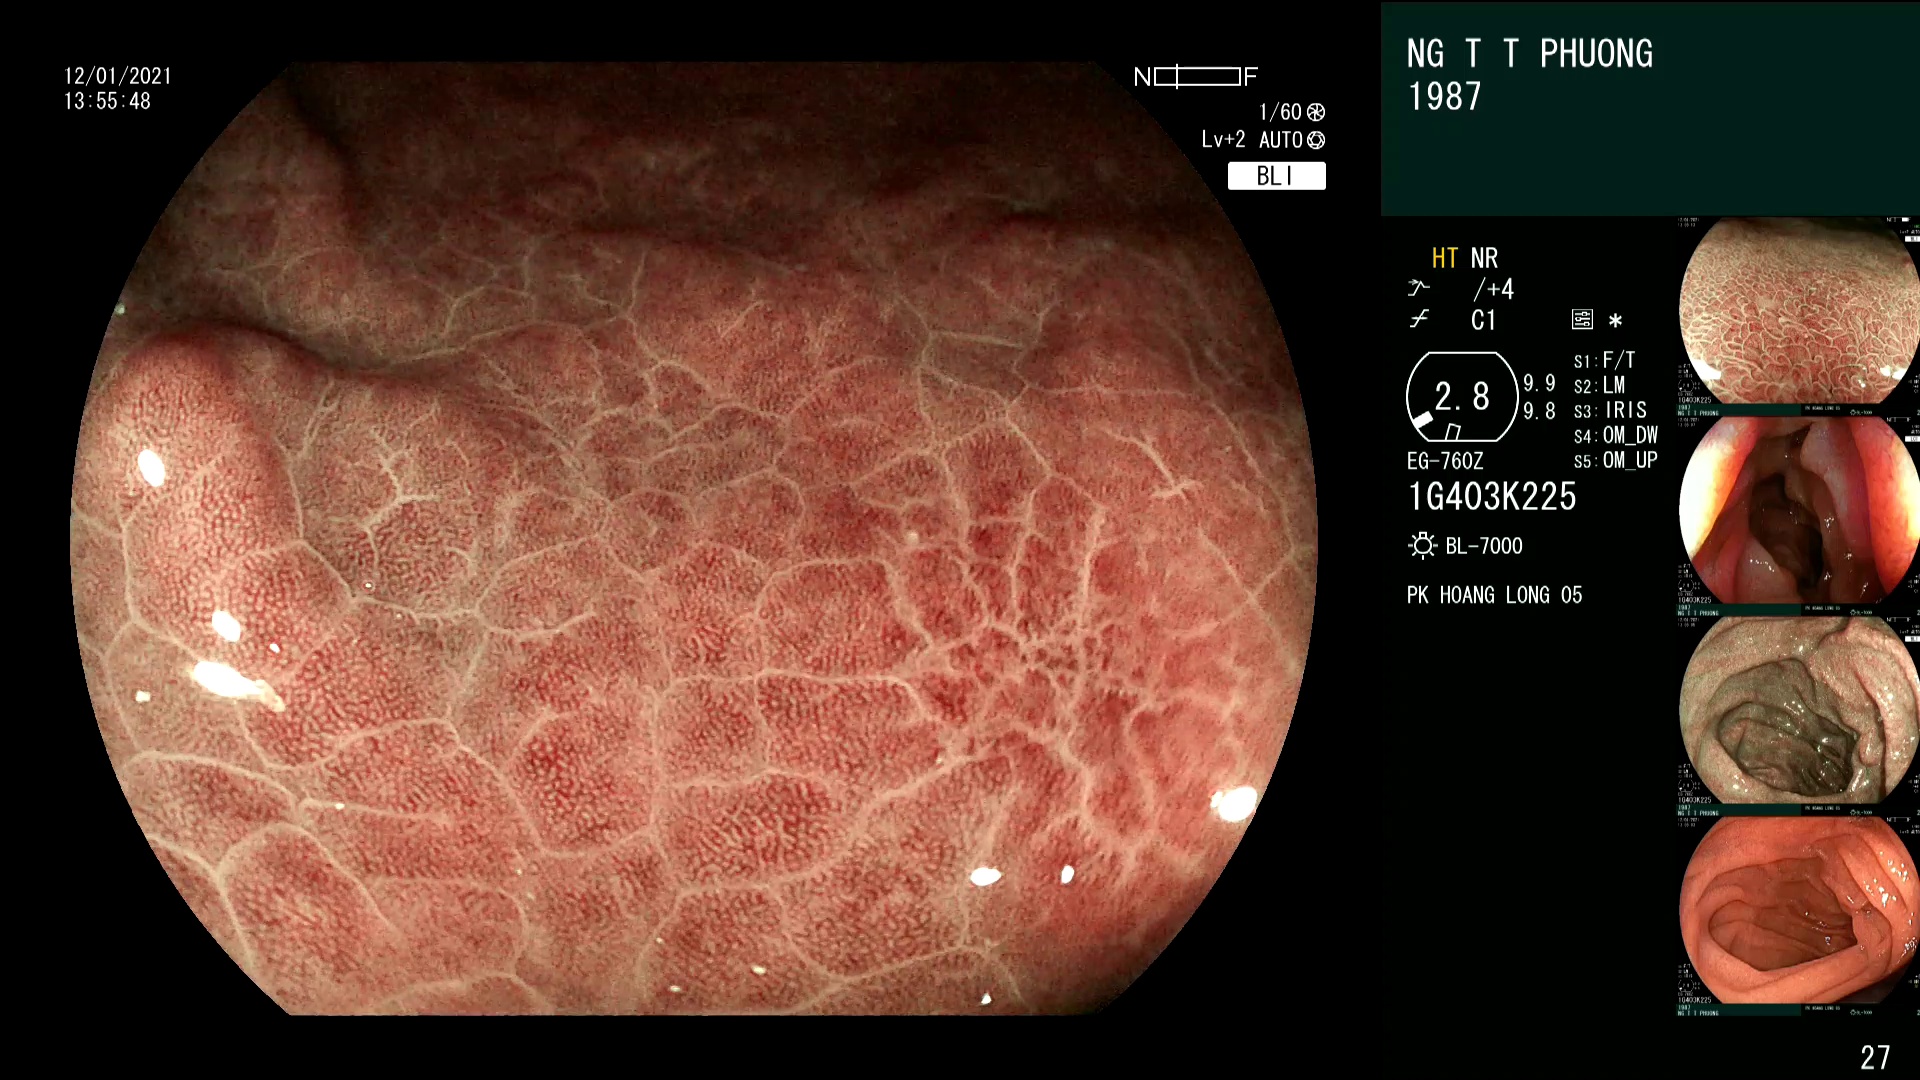 12/01/2021
13:55:48
N F
1/60
Lv+2 AUTO
BLI
NG T T PHUONG
1987
HT NR
/+4
C1 *
2.8
9.9
9.8
S1:F/T
S2:LM
S3:IRIS
S4:OM_DW
S5:OM_UP
EG-760Z
1G403K225
BL-7000
PK HOANG LONG 05
27